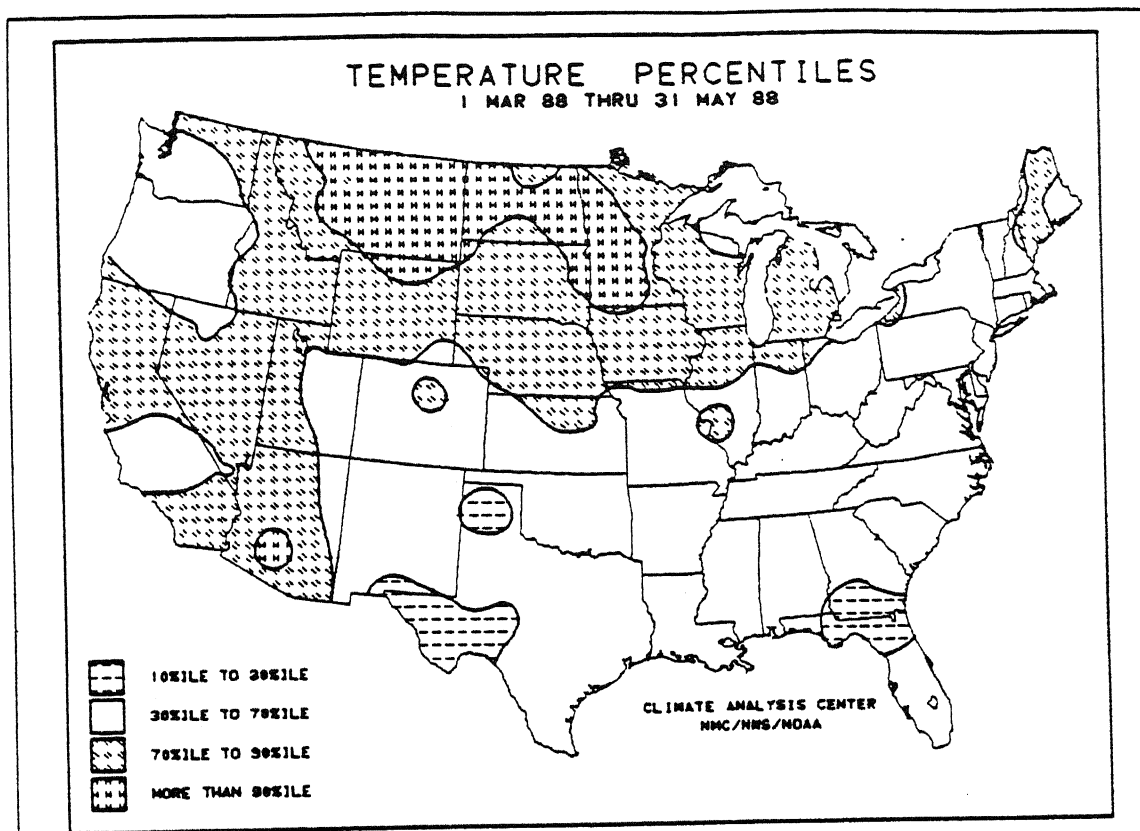 TEMPERATURE PERCENTILES
1 MAR 88 THRU 31 MAY 88
10%ILE TO 30%ILE
30%ILE TO 70%ILE
70%ILE TO 90%ILE
MORE THAN 90%ILE
CLIMATE ANALYSIS CENTER
NMC/NWS/NOAA